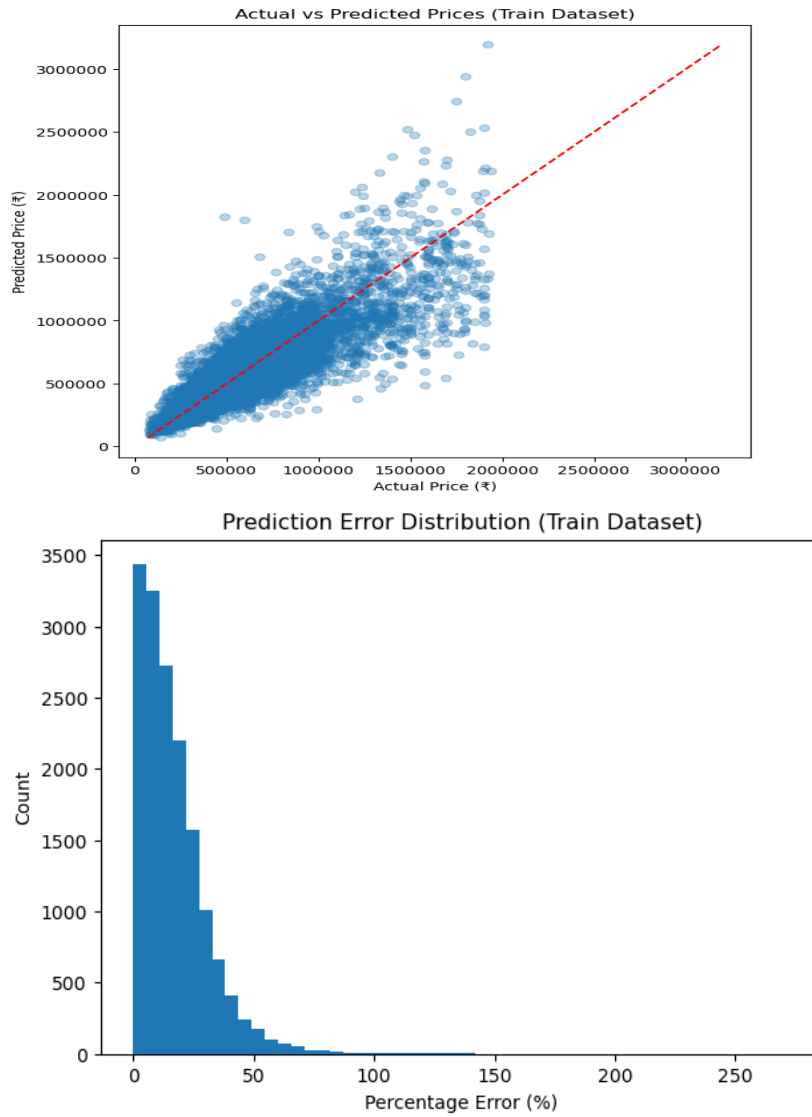 Actual vs Predicted Prices (Train Dataset)
Predicted Price (₹)
3000000
2500000
2000000
1500000
1000000
500000
0
0 500000 1000000 1500000 2000000 2500000 3000000
Actual Price (₹)
Prediction Error Distribution (Train Dataset)
Count
3500
3000
2500
2000
1500
1000
500
0
0 50 100 150 200 250
Percentage Error (%)